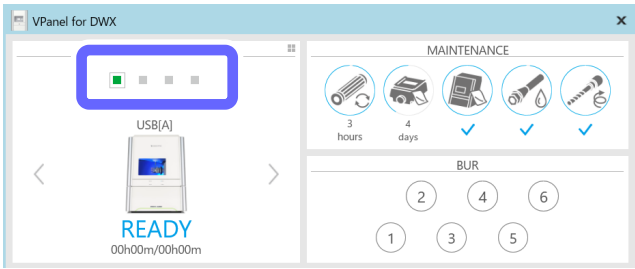 VPanel for DWX
x
MAINTENANCE
3
hours
4
days
USB[A]
READY
00h00m/00h00m
BUR
2
4
6
1
3
5